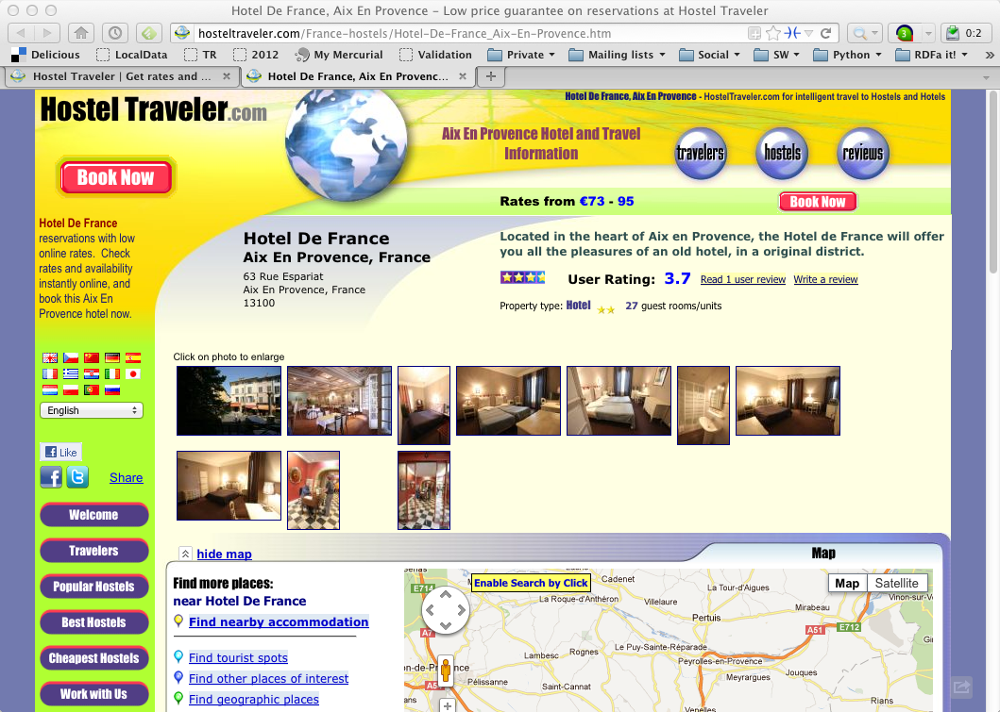 Hotel De France, Aix En Provence – Low price guarantee on reservations at Hostel Traveler
hosteltraveler.com/France-hostels/Hotel-De-France_Aix-En-Provence.htm
3
0:2
Delicious
LocalData
TR
2012
My Mercurial
Validation
Private
Mailing lists
Social
SW
Python
RDFa it!
»
Hostel Traveler | Get rates and ...
Hotel De France, Aix En Provenc...
Hostel Traveler.com
Hotel De France, Aix En Provence - HostelTraveler.com for intelligent travel to Hostels and Hotels
Aix En Provence Hotel and Travel
Information
travelers
hostels
reviews
Book Now
Rates from €73 - 95
Book Now
Hotel De France
reservations with low
online rates. Check
rates and availability
instantly online, and
book this Aix En
Provence hotel now.
Hotel De France
Aix En Provence, France
63 Rue Espariat
Aix En Provence, France
13100
Located in the heart of Aix en Provence, the Hotel de France will offer
you all the pleasures of an old hotel, in a original district.
User Rating: 3.7 Read 1 user review Write a review
Property type: Hotel 27 guest rooms/units
Click on photo to enlarge
English
Like
Share
Welcome
Travelers
Popular Hostels
Best Hostels
Cheapest Hostels
Work with Us
hide map
Map
Find more places:
near Hotel De France
Find nearby accommodation
Find tourist spots
Find other places of interest
Find geographic places
Enable Search by Click
Map
Satellite
E714
Cadenet
La Tour-d'Aigues
La Roque-d'Anthéron
Villelaure
Mirabeau
Vinon-sur-V
Pertuis
A51
E712
A7
Le Puy-Sainte-Réparade
Lambesc
Rognes
Peyrolles-en-Provence
Jouques
on-de-Provence
Pélissanne
Meyrargues
Saint-Cannat
Venelles
Rians